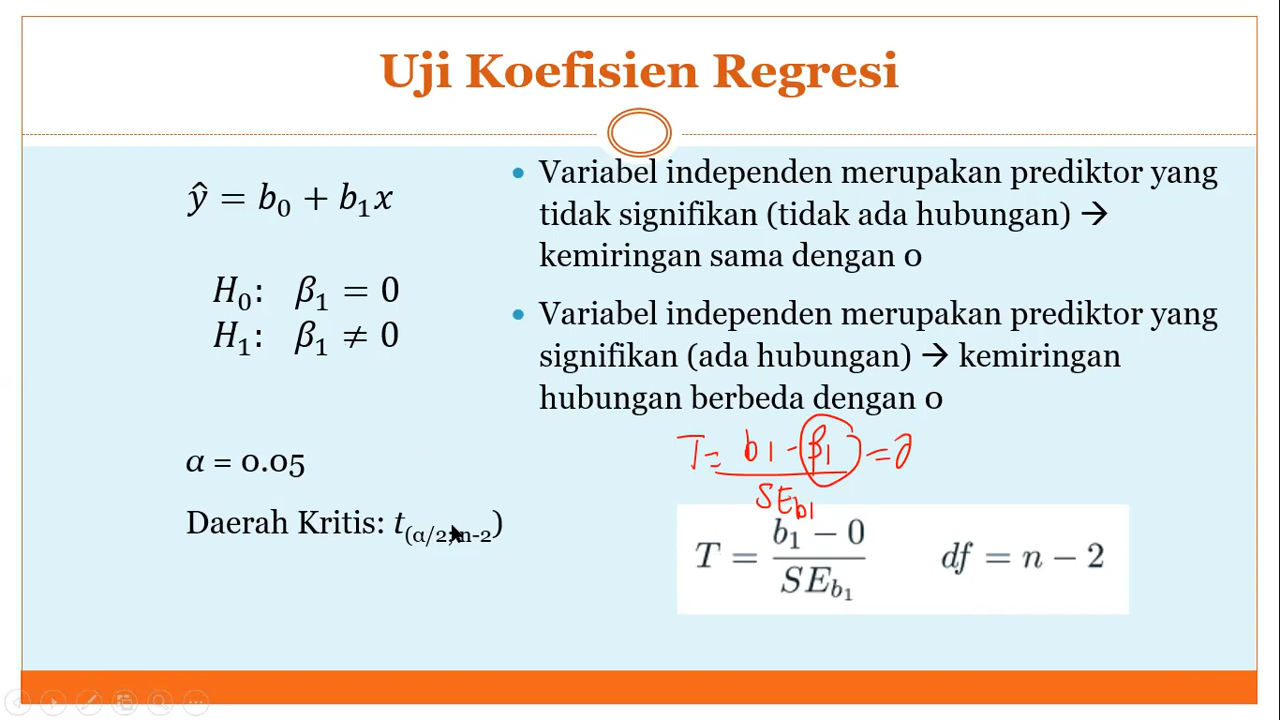 Uji Koefisien Regresi
ŷ = b₀ + b₁x
H₀: β₁ = 0
H₁: β₁ ≠ 0
α = 0.05
Daerah Kritis: t(α/2; n-2)
• Variabel independen merupakan prediktor yang
tidak signifikan (tidak ada hubungan) →
kemiringan sama dengan 0
• Variabel independen merupakan prediktor yang
signifikan (ada hubungan) → kemiringan
hubungan berbeda dengan 0
T = b1 - β1 = 0
SEb1
T = (b₁ − 0) / SE_b₁ df = n − 2